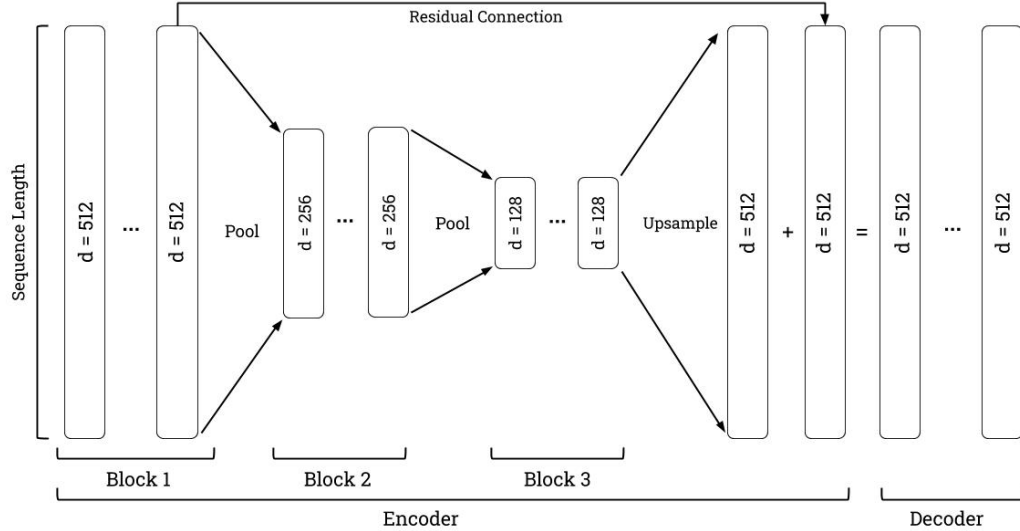 Residual Connection
Sequence Length
d = 512
...
d = 512
Pool
d = 256
...
d = 256
Pool
d = 128
...
d = 128
Upsample
d = 512
+
d = 512
=
d = 512
...
d = 512
Block 1
Block 2
Block 3
Encoder
Decoder